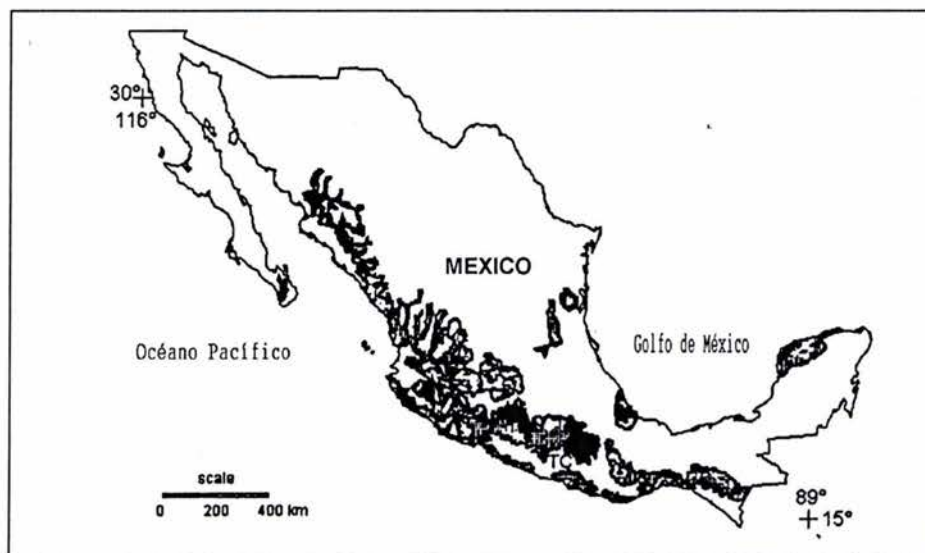 30°
116°
MEXICO
Océano Pacífico
Golfo de México
TC
scale
0 200 400 km
89°
15°